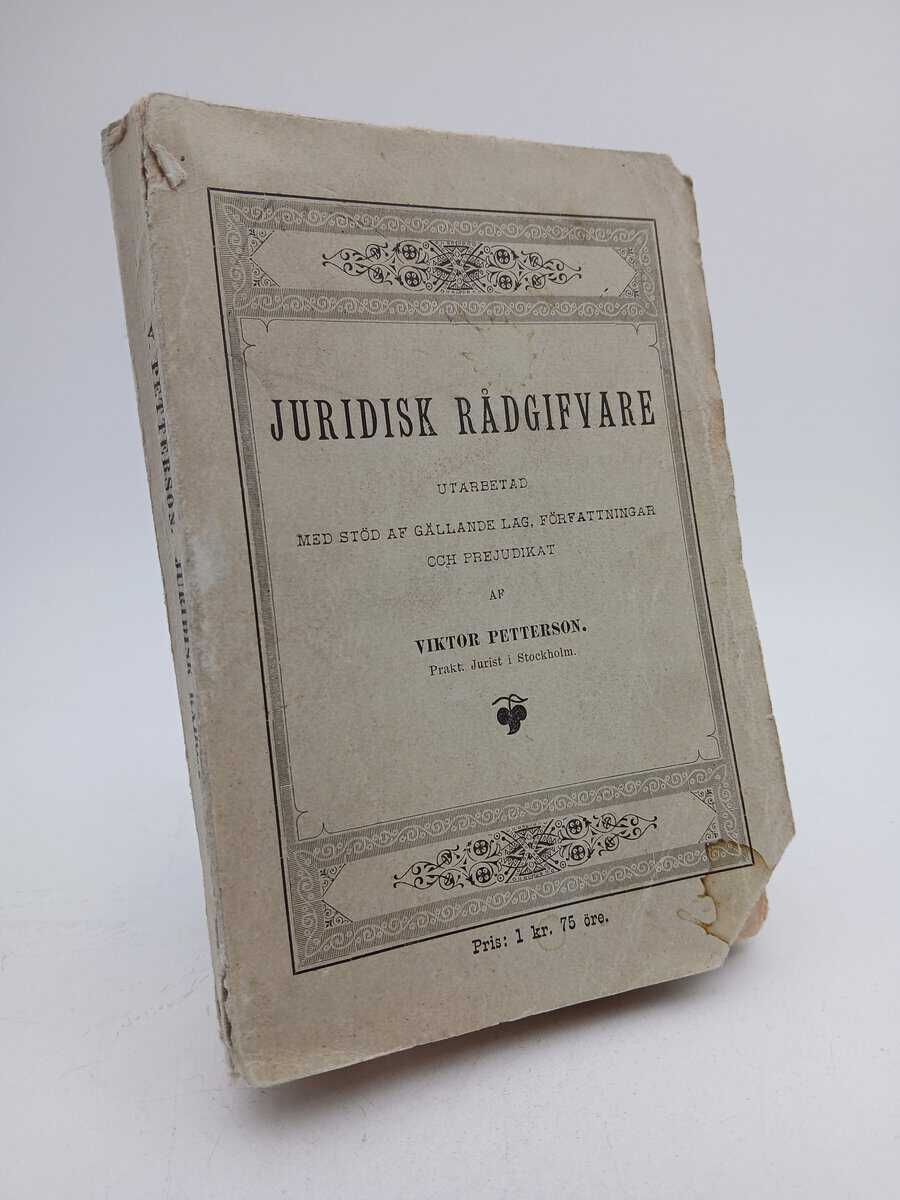 JURIDISK RÅDGIFVARE
UTARBETAD
MED STÖD AF GÄLLANDE LAG, FÖRFATTNINGAR
OCH PREJUDIKAT
AF
VIKTOR PETTERSON.
Prakt. Jurist i Stockholm.
Pris: 1 kr. 75 öre.
V. PETTERSON. JURIDISK